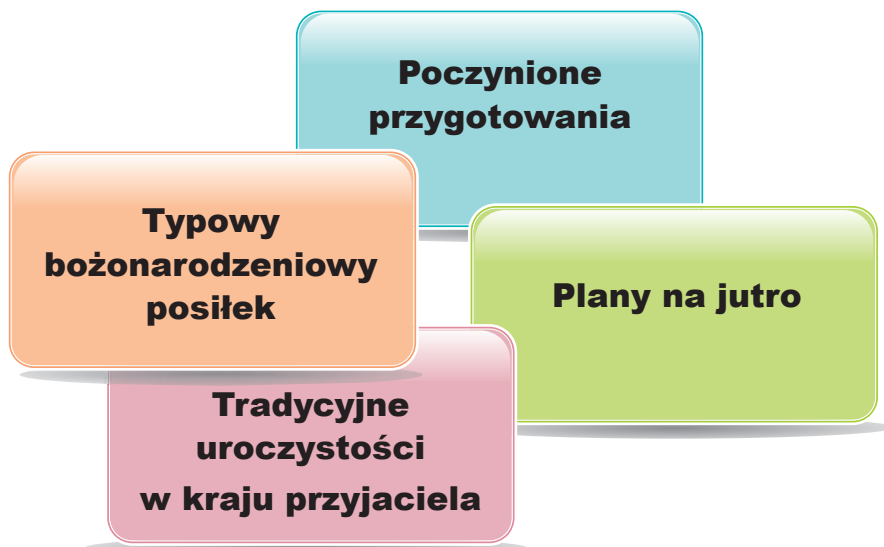 Poczynione
przygotowania
Typowy
bożonarodzeniowy
posiłek
Plany na jutro
Tradycyjne
uroczystości
w kraju przyjaciela